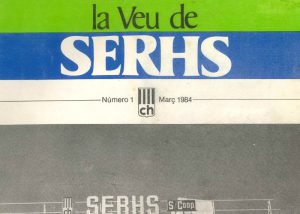 la Veu de
SERHS
Número 1 ch Març 1984
SERHS S.Coop.